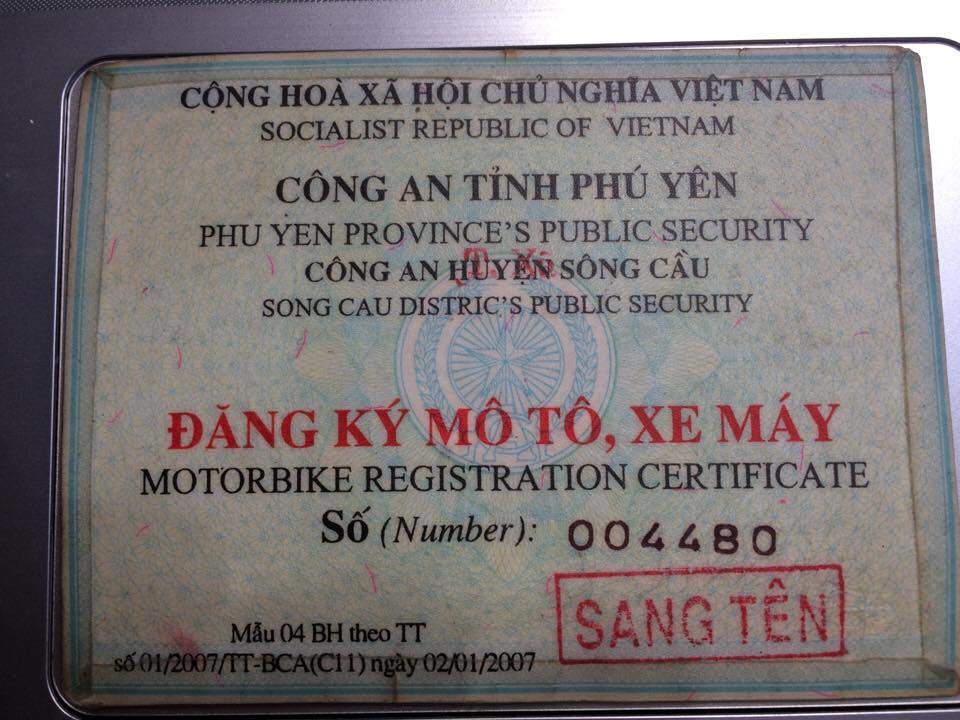 CỘNG HOÀ XÃ HỘI CHỦ NGHĨA VIỆT NAM
SOCIALIST REPUBLIC OF VIETNAM
CÔNG AN TỈNH PHÚ YÊN
PHU YEN PROVINCE'S PUBLIC SECURITY
T. Xã
CÔNG AN HUYỆN SÔNG CẦU
SONG CAU DISTRIC'S PUBLIC SECURITY
ĐĂNG KÝ MÔ TÔ, XE MÁY
MOTORBIKE REGISTRATION CERTIFICATE
Số (Number): 004480
SANG TÊN
Mẫu 04 BH theo TT
số 01/2007/TT-BCA(C11) ngày 02/01/2007